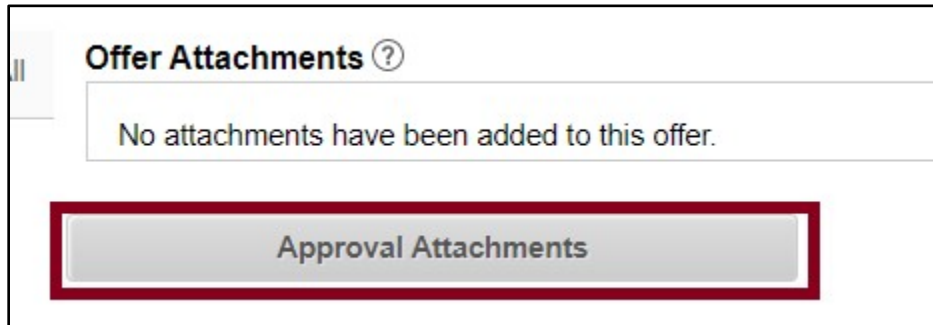 Offer Attachments ?
No attachments have been added to this offer.
Approval Attachments